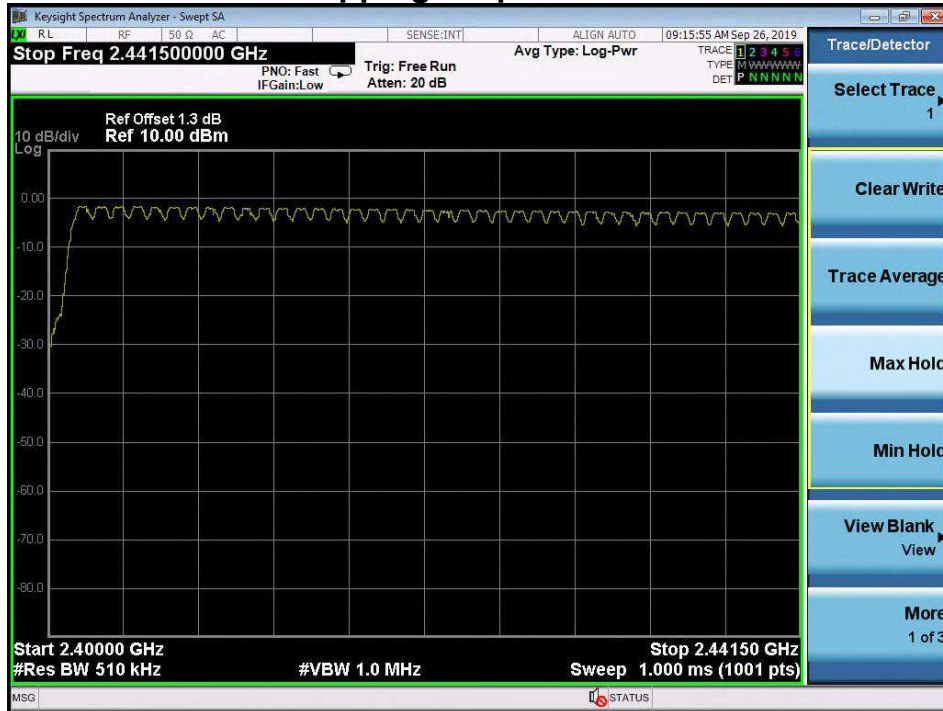 Keysight Spectrum Analyzer - Swept SA
LXI RL RF 50 Ω AC SENSE:INT ALIGN AUTO 09:15:55 AM Sep 26, 2019
Stop Freq 2.441500000 GHz
PNO: Fast
IFGain:Low
Trig: Free Run
Atten: 20 dB
Avg Type: Log-Pwr
TRACE 1 2 3 4 5 6
TYPE M WWWWW
DET P N N N N N
Ref Offset 1.3 dB
10 dB/div Ref 10.00 dBm
Log
0.00
-10.0
-20.0
-30.0
-40.0
-50.0
-60.0
-70.0
-80.0
Start 2.40000 GHz Stop 2.44150 GHz
#Res BW 510 kHz #VBW 1.0 MHz Sweep 1.000 ms (1001 pts)
MSG STATUS
Trace/Detector
Select Trace
1
Clear Write
Trace Average
Max Hold
Min Hold
View Blank
View
More
1 of 3